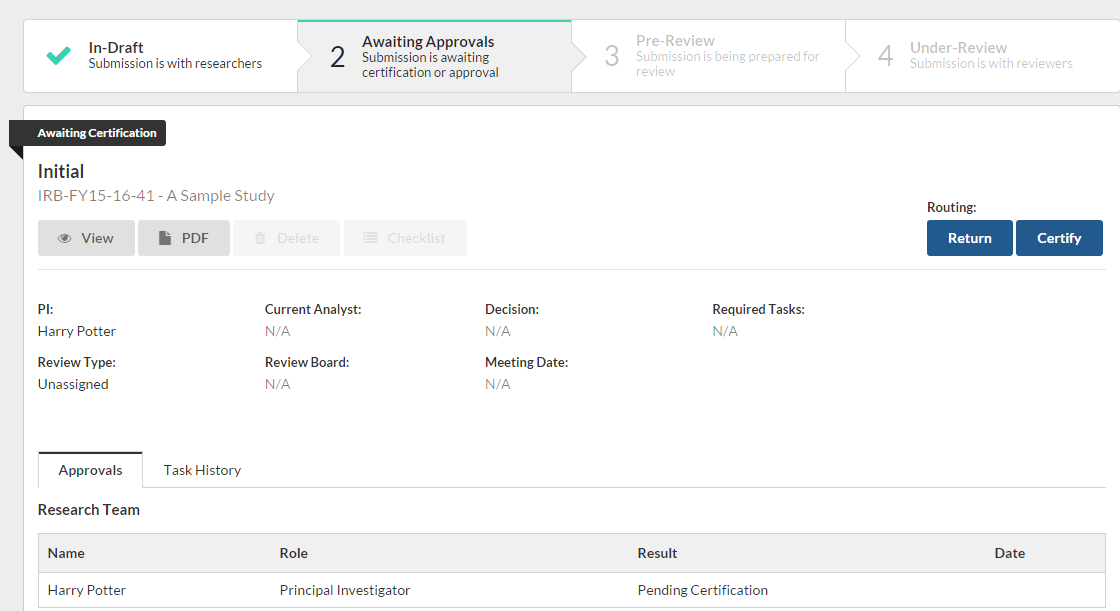 In-Draft
Submission is with researchers
2
Awaiting Approvals
Submission is awaiting
certification or approval
3
Pre-Review
Submission is being prepared for
review
4
Under-Review
Submission is with reviewers
Awaiting Certification
Initial
IRB-FY15-16-41 - A Sample Study
View PDF Delete Checklist
Routing:
Return Certify
PI: Current Analyst: Decision: Required Tasks:
Harry Potter N/A N/A N/A
Review Type: Review Board: Meeting Date:
Unassigned N/A N/A
Approvals Task History
Research Team
Name Role Result Date
Harry Potter Principal Investigator Pending Certification